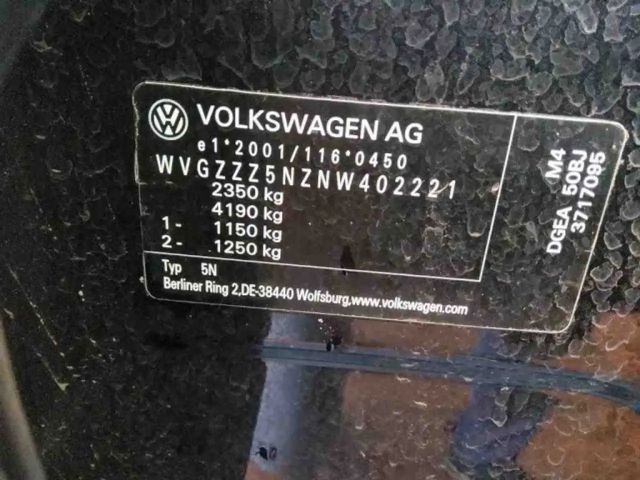 VOLKSWAGEN AG
e1*2001/116*0450
WVGZZZ5NZNW402221
2350 kg
4190 kg
1- 1150 kg
2- 1250 kg
Typ 5N
Berliner Ring 2,DE-38440 Wolfsburg,www.volkswagen.com
M4
DGEA 50BJ
3717095